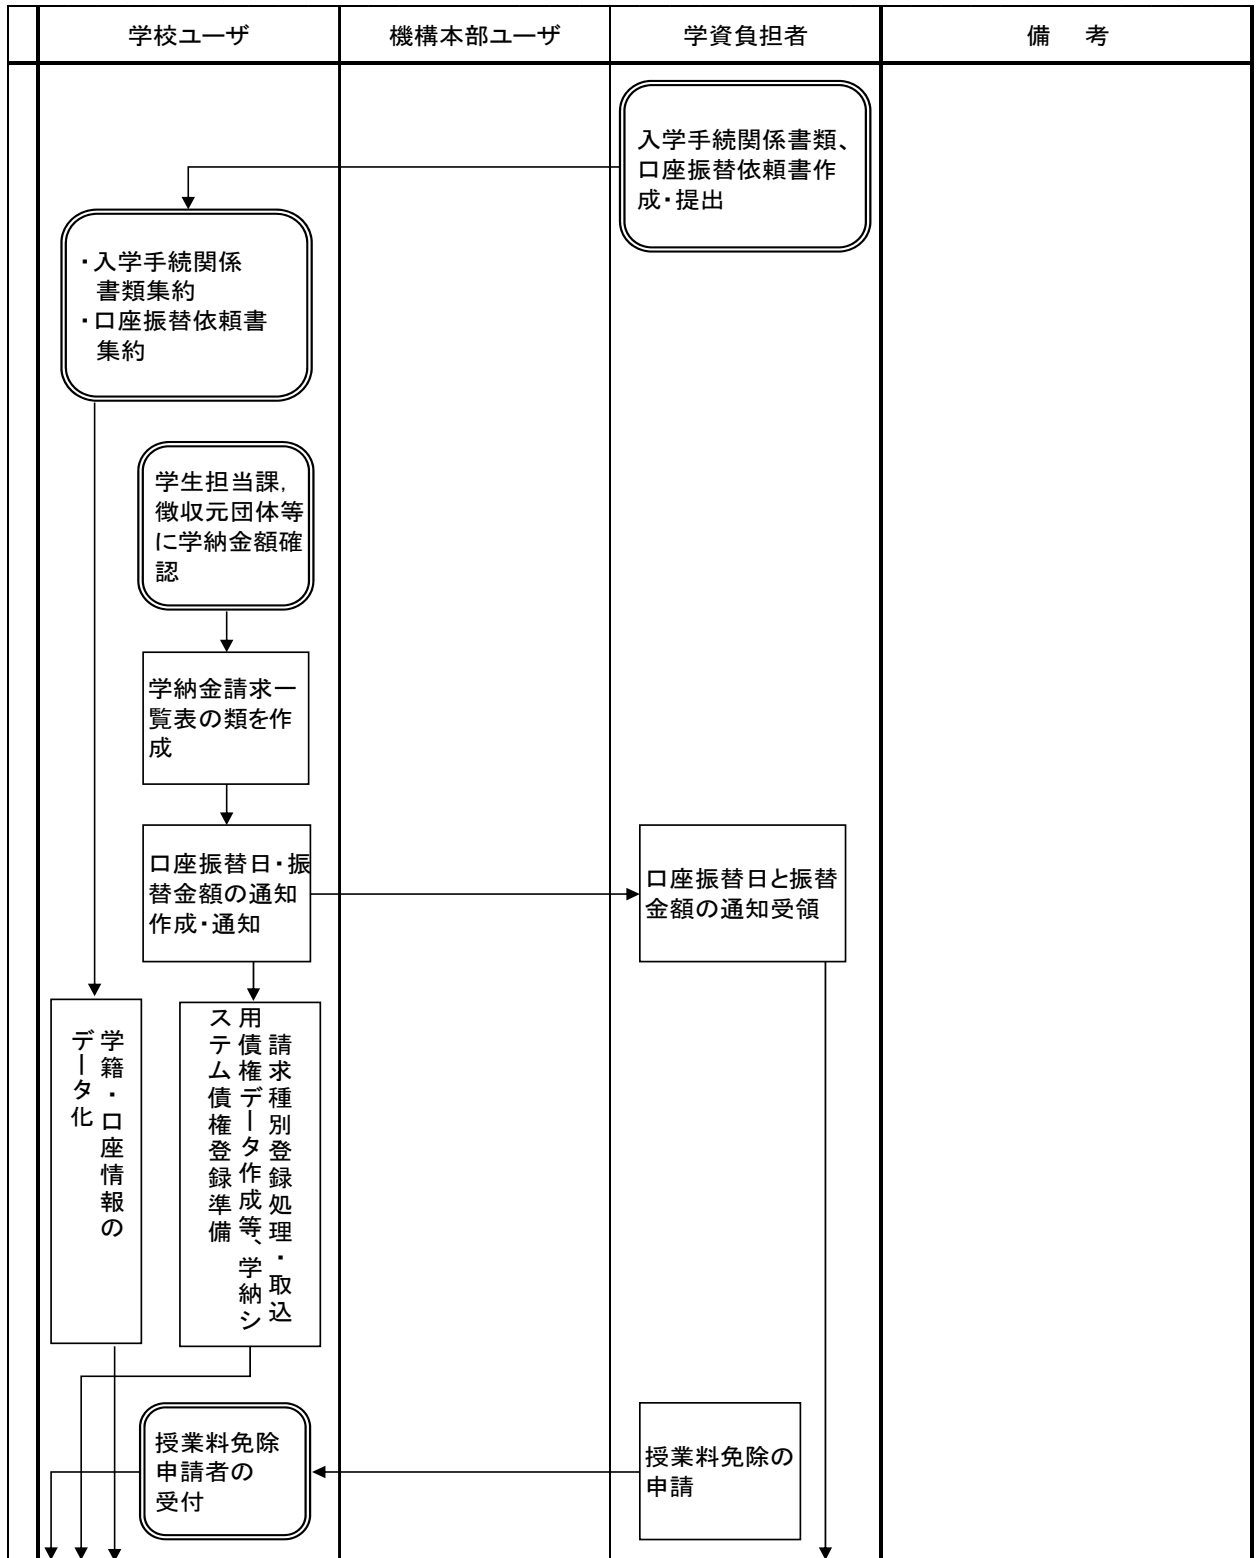 学校ユーザ
機構本部ユーザ
学資負担者
備　考
入学手続関係書類、
口座振替依頼書作
成・提出
・入学手続関係
書類集約
・口座振替依頼書
集約
学生担当課,
徴収元団体等
に学納金額確
認
学納金請求一
覧表の類を作
成
口座振替日・振
替金額の通知
作成・通知
口座振替日と振替
金額の通知受領
学籍・口座情報の
データ化
請求種別登録処理・取込
用債権データ作成等、学納シ
ステム債権登録準備
授業料免除
申請者の
受付
授業料免除の
申請